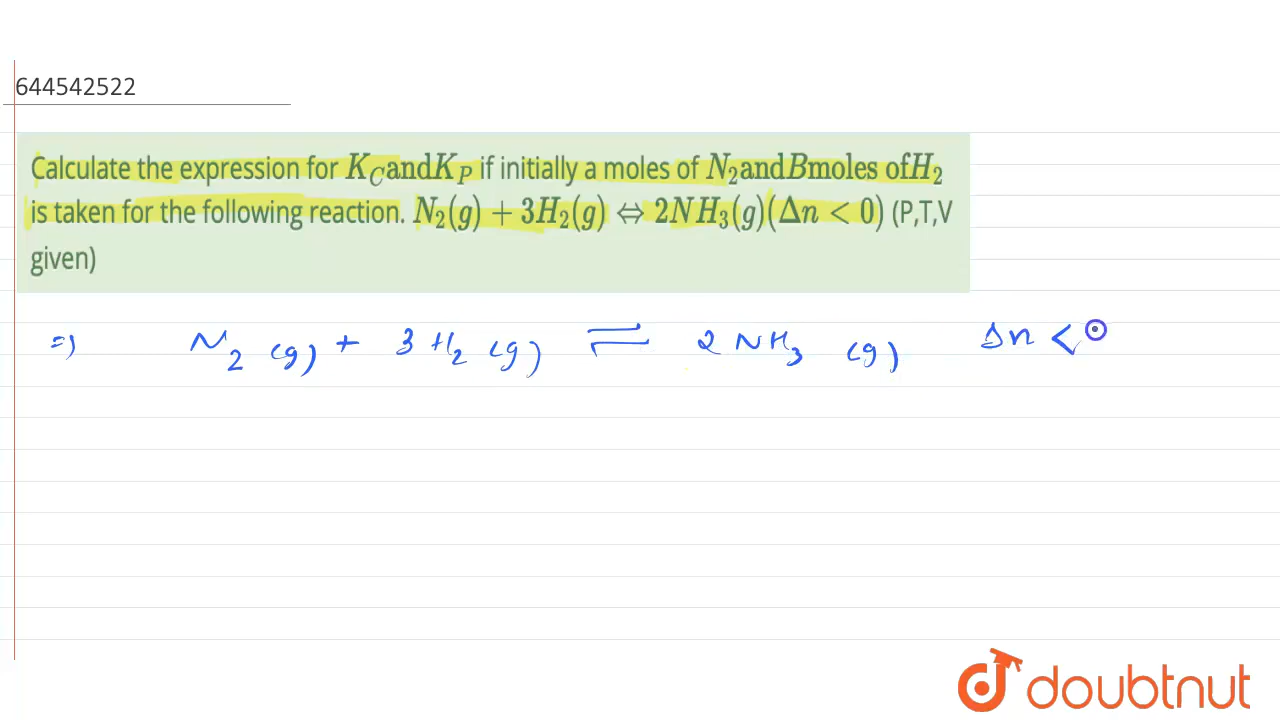 644542522
Calculate the expression for K_C and K_P if initially a moles of N_2 and B moles of H_2
is taken for the following reaction. N_2(g) + 3H_2(g) ⇔ 2NH_3(g)(Δn < 0) (P,T,V
given)
⇒ N_2 (g) + 3 H_2 (g) ⇌ 2 NH_3 (g) Δn < 0
doubtnut